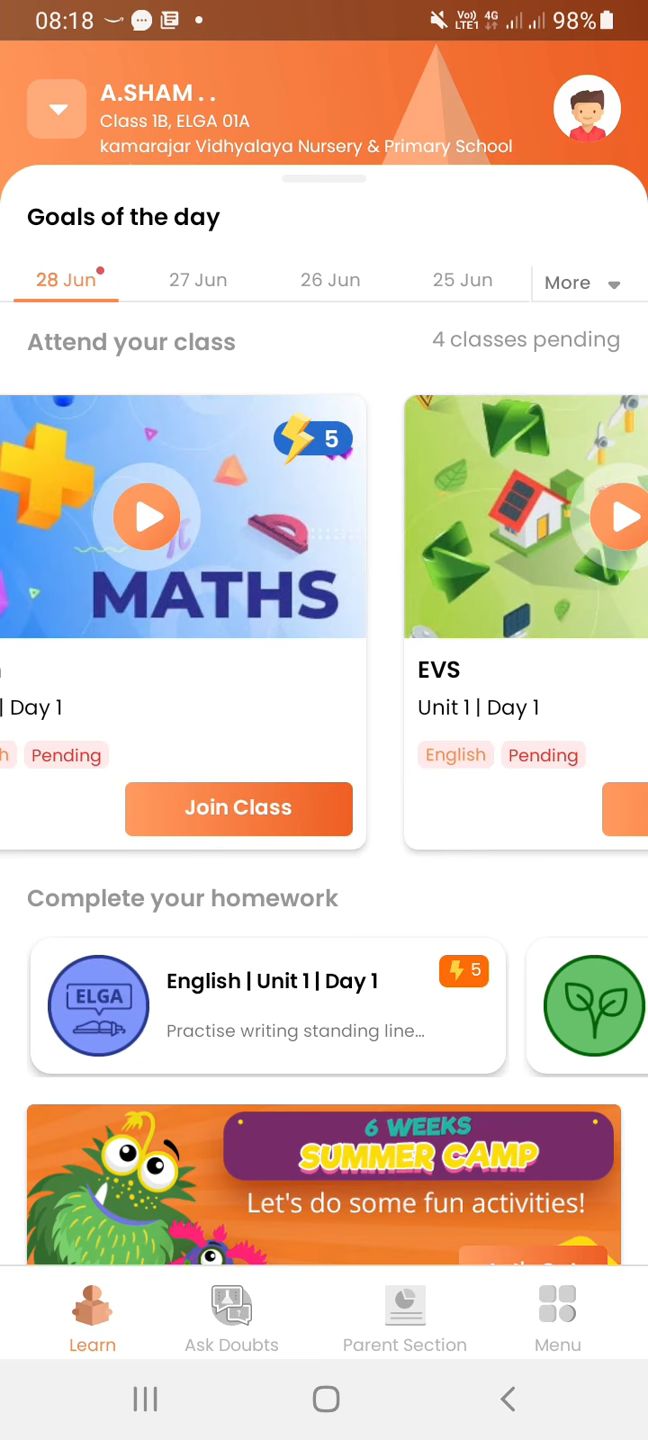 08:18
Vo)) 4G
LTE1
98%
A.SHAM . .
Class 1B, ELGA 01A
kamarajar Vidhyalaya Nursery & Primary School
Goals of the day
28 Jun 27 Jun 26 Jun 25 Jun More
Attend your class 4 classes pending
5
MATHS
EVS
| Day 1
Unit 1 | Day 1
Pending
English Pending
Join Class
Complete your homework
ELGA
English | Unit 1 | Day 1
5
Practise writing standing line...
6 WEEKS
SUMMER CAMP
Let's do some fun activities!
Learn Ask Doubts Parent Section Menu